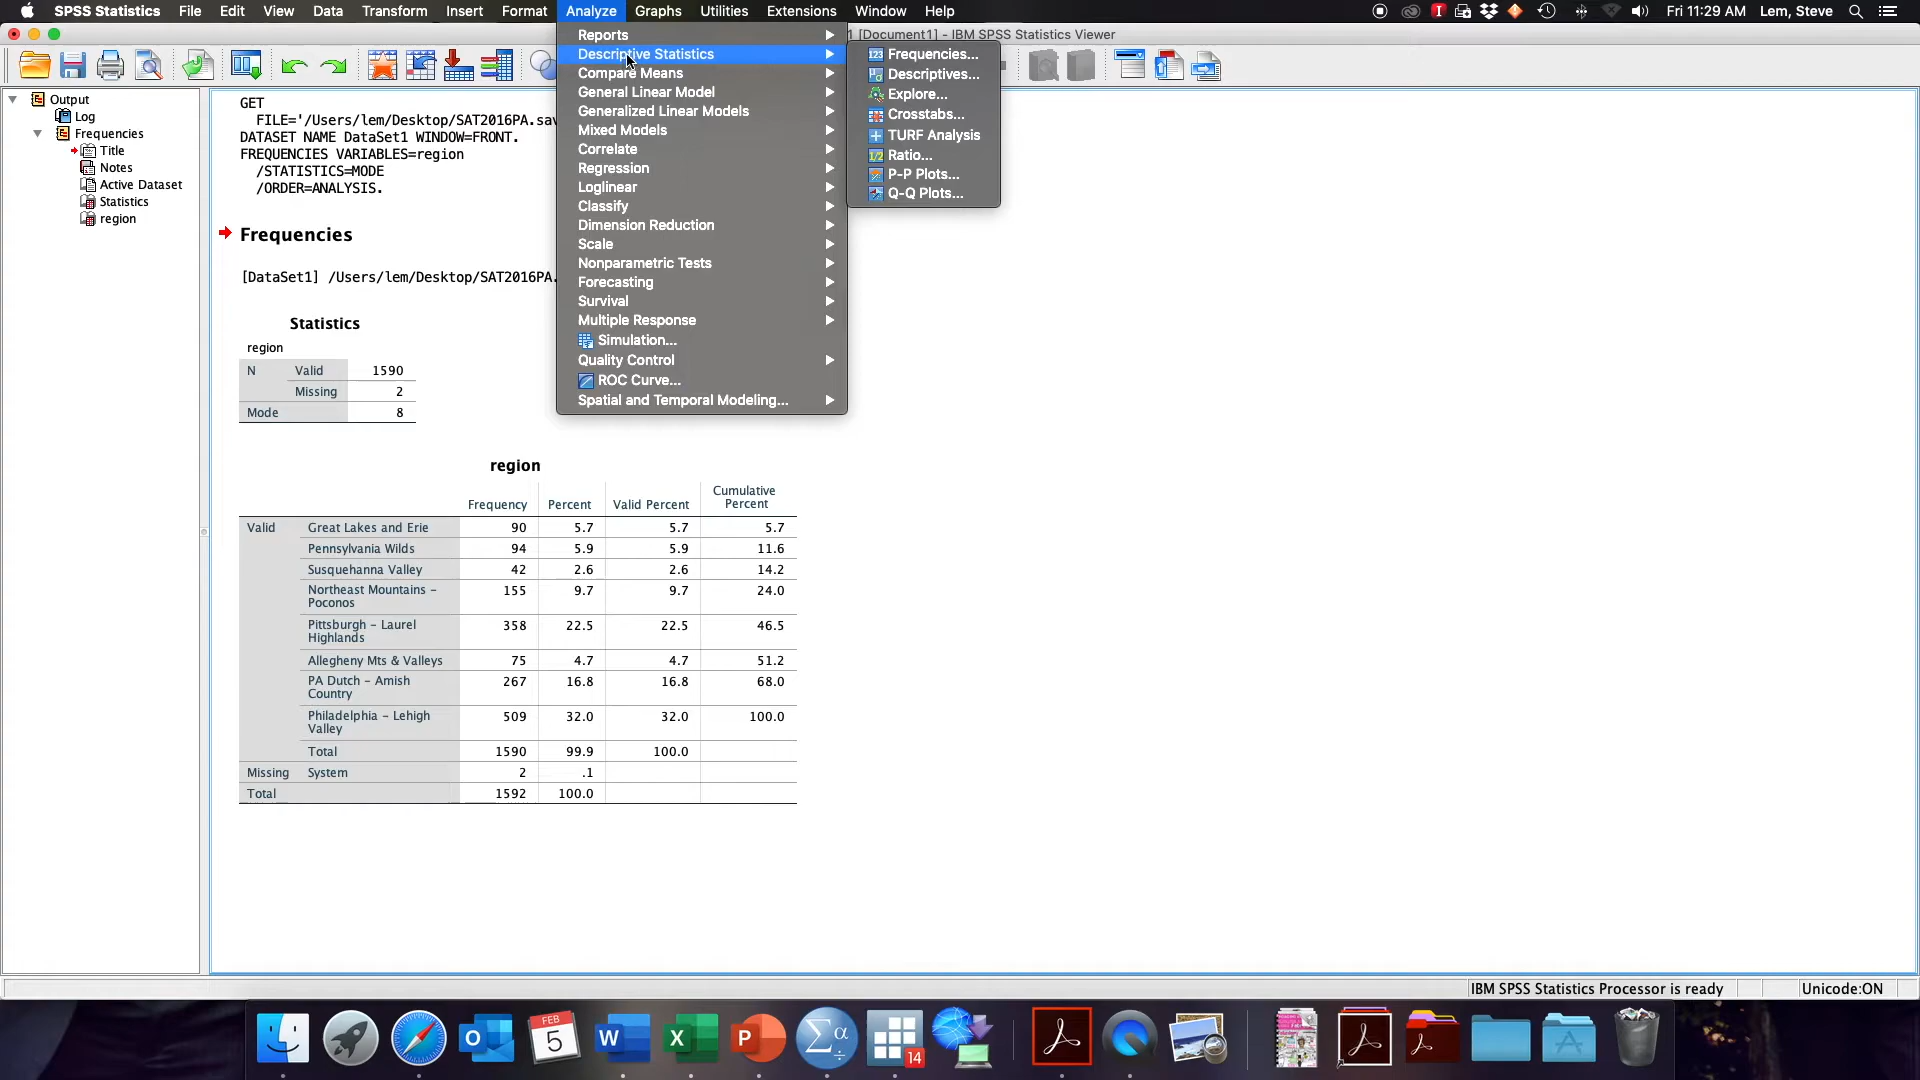 SPSS Statistics File Edit View Data Transform Insert Format Analyze Graphs Utilities Extensions Window Help Fri 11:29 AM Lem, Steve
1 [Document1] - IBM SPSS Statistics Viewer
Output
Log
Frequencies
Title
Notes
Active Dataset
Statistics
region
GET
FILE='/Users/lem/Desktop/SAT2016PA.sav
DATASET NAME DataSet1 WINDOW=FRONT.
FREQUENCIES VARIABLES=region
/STATISTICS=MODE
/ORDER=ANALYSIS.
Frequencies
[DataSet1] /Users/lem/Desktop/SAT2016PA.
Reports
Descriptive Statistics
Compare Means
General Linear Model
Generalized Linear Models
Mixed Models
Correlate
Regression
Loglinear
Classify
Dimension Reduction
Scale
Nonparametric Tests
Forecasting
Survival
Multiple Response
Simulation...
Quality Control
ROC Curve...
Spatial and Temporal Modeling...
Frequencies...
Descriptives...
Explore...
Crosstabs...
TURF Analysis
Ratio...
P-P Plots...
Q-Q Plots...
Statistics
region
N Valid 1590
Missing 2
Mode 8
region
Frequency Percent Valid Percent Cumulative Percent
Valid Great Lakes and Erie 90 5.7 5.7 5.7
Pennsylvania Wilds 94 5.9 5.9 11.6
Susquehanna Valley 42 2.6 2.6 14.2
Northeast Mountains - Poconos 155 9.7 9.7 24.0
Pittsburgh - Laurel Highlands 358 22.5 22.5 46.5
Allegheny Mts & Valleys 75 4.7 4.7 51.2
PA Dutch - Amish Country 267 16.8 16.8 68.0
Philadelphia - Lehigh Valley 509 32.0 32.0 100.0
Total 1590 99.9 100.0
Missing System 2 .1
Total 1592 100.0
IBM SPSS Statistics Processor is ready Unicode:ON
FEB
5
14